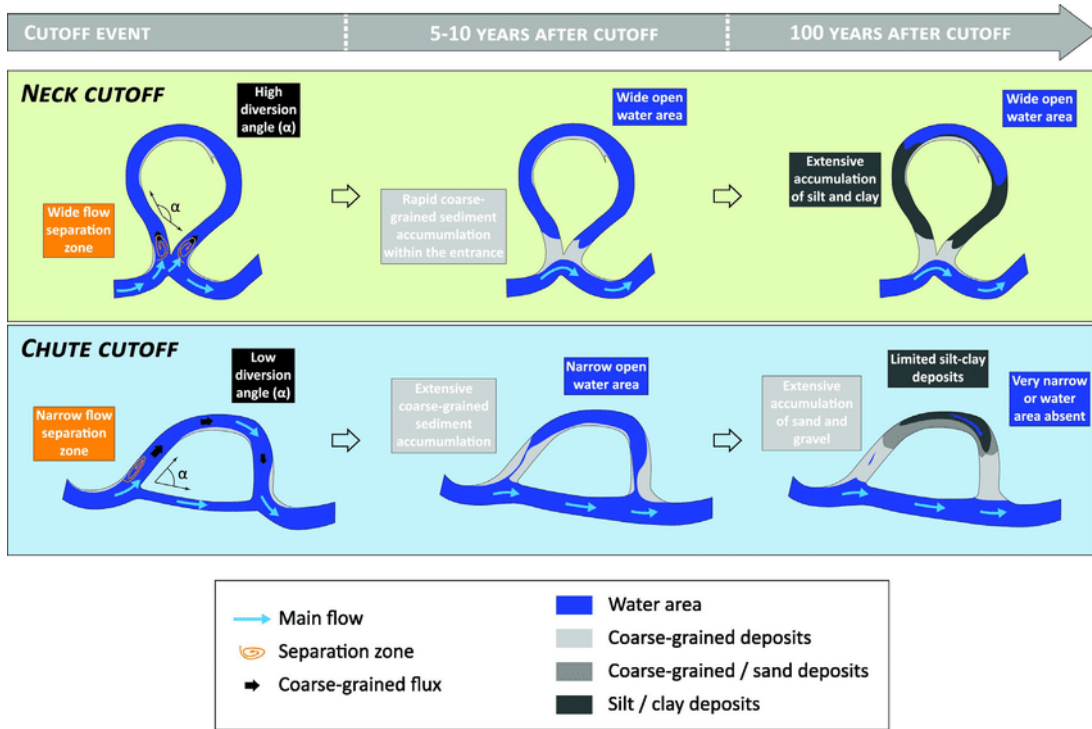 CUTOFF EVENT
5-10 YEARS AFTER CUTOFF
100 YEARS AFTER CUTOFF
NECK CUTOFF
High
diversion
angle (α)
Wide flow
separation
zone
α
Rapid coarse-
grained sediment
accumumlation
within the entrance
Wide open
water area
Extensive
accumulation
of silt and clay
Wide open
water area
CHUTE CUTOFF
Low
diversion
angle (α)
Narrow flow
separation
zone
α
Extensive
coarse-grained
sediment
accumumlation
Narrow open
water area
Extensive
accumulation
of sand and
gravel
Limited silt-clay
deposits
Very narrow
or water
area absent
Main flow
Separation zone
Coarse-grained flux
Water area
Coarse-grained deposits
Coarse-grained / sand deposits
Silt / clay deposits